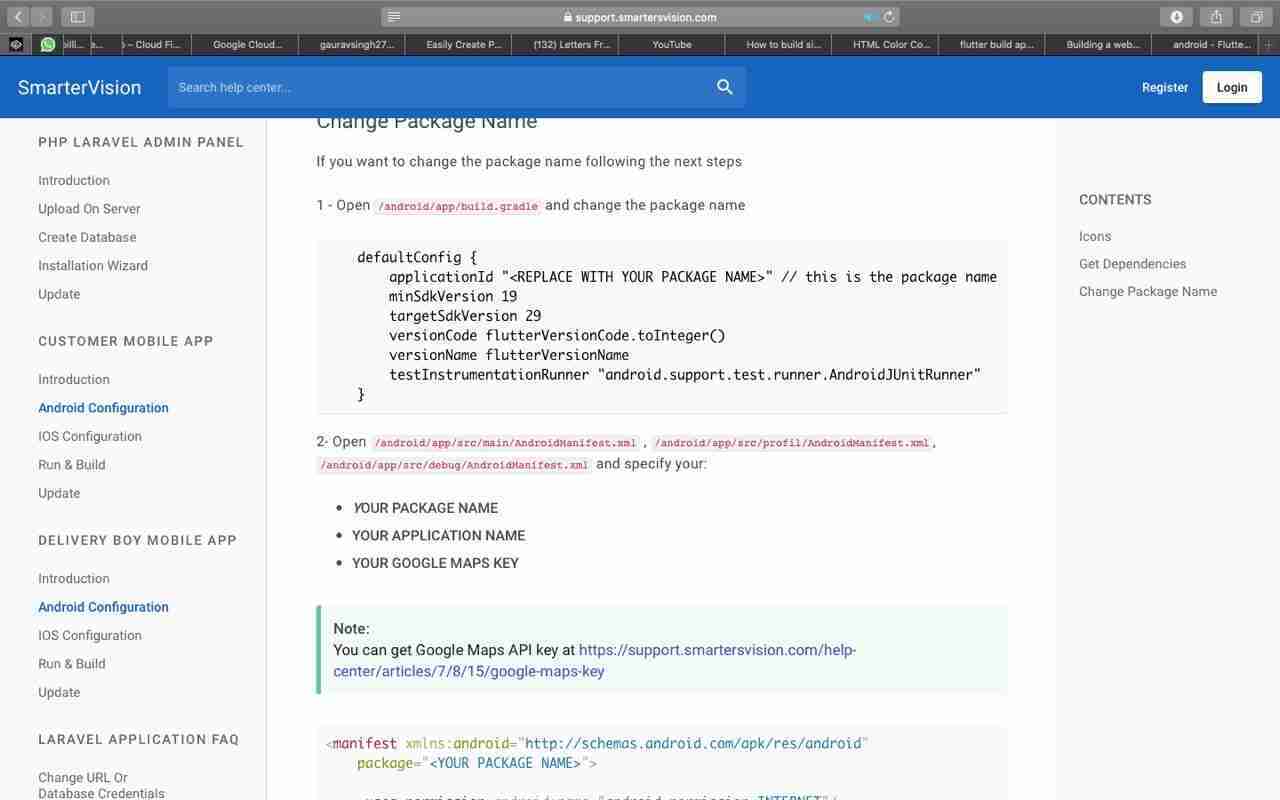 support.smartersvision.com
Cloud Fi...
Google Cloud...
gauravsingh27...
Easily Create P...
(132) Letters Fr...
YouTube
How to build si...
HTML Color Co...
flutter build ap...
Building a web...
android - Flutte...
SmarterVision
Search help center...
Register
Login
PHP LARAVEL ADMIN PANEL
Introduction
Upload On Server
Create Database
Installation Wizard
Update
CUSTOMER MOBILE APP
Introduction
Android Configuration
IOS Configuration
Run & Build
Update
DELIVERY BOY MOBILE APP
Introduction
Android Configuration
IOS Configuration
Run & Build
Update
LARAVEL APPLICATION FAQ
Change URL Or
Database Credentials
Change Package Name
If you want to change the package name following the next steps
1 - Open /android/app/build.gradle and change the package name
defaultConfig {
applicationId "<REPLACE WITH YOUR PACKAGE NAME>" // this is the package name
minSdkVersion 19
targetSdkVersion 29
versionCode flutterVersionCode.toInteger()
versionName flutterVersionName
testInstrumentationRunner "android.support.test.runner.AndroidJUnitRunner"
}
2- Open /android/app/src/main/AndroidManifest.xml , /android/app/src/profil/AndroidManifest.xml,
/android/app/src/debug/AndroidManifest.xml and specify your:
• YOUR PACKAGE NAME
• YOUR APPLICATION NAME
• YOUR GOOGLE MAPS KEY
Note:
You can get Google Maps API key at https://support.smartersvision.com/help-
center/articles/7/8/15/google-maps-key
<manifest xmlns:android="http://schemas.android.com/apk/res/android"
package="<YOUR PACKAGE NAME>">
CONTENTS
Icons
Get Dependencies
Change Package Name